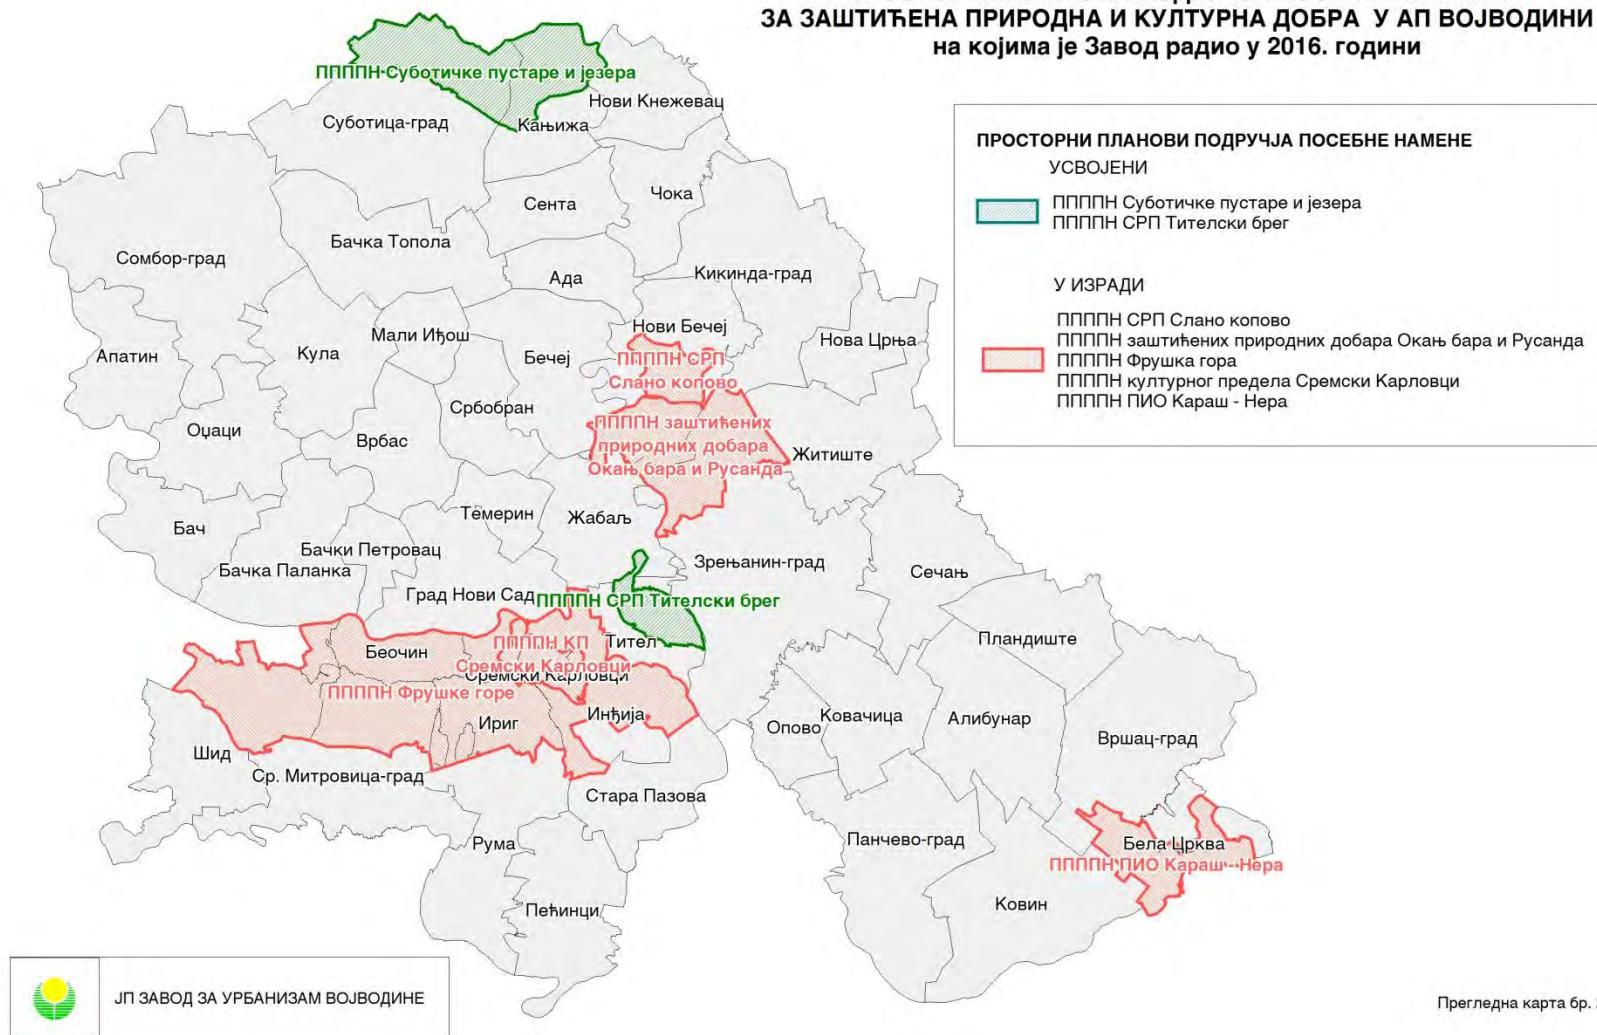 ЗА ЗАШТИЋЕНА ПРИРОДНА И КУЛТУРНА ДОБРА У АП ВОЈВОДИНИ
на којима је Завод радио у 2016. години
ППППН Суботичке пустаре и језера
Нови Кнежевац
Суботица-град
Кањижа
ПРОСТОРНИ ПЛАНОВИ ПОДРУЧЈА ПОСЕБНЕ НАМЕНЕ
УСВОЈЕНИ
ППППН Суботичке пустаре и језера
ППППН СРП Тителски брег
У ИЗРАДИ
ППППН СРП Слано копово
ППППН заштићених природних добара Окањ бара и Русанда
ППППН Фрушка гора
ППППН културног предела Сремски Карловци
ППППН ПИО Караш - Нера
Чока
Сента
Бачка Топола
Сомбор-град
Ада
Кикинда-град
Нови Бечеј
Мали Иђош
Нова Црња
Апатин
Кула
Бечеј
ППППН СРП
Слано копово
Србобран
ППППН заштићених
природних добара
Окањ бара и Русанда
Оџаци
Врбас
Житиште
Темерин
Жабаљ
Бач
Бачки Петровац
Бачка Паланка
Зрењанин-град
Сечањ
Град Нови Сад
ППППН СРП Тителски брег
Тител
Пландиште
Беочин
ППППН КП
Сремски Карловци
Сремски Карловци
ППППН Фрушке горе
Ириг
Инђија
Опово
Ковачица
Алибунар
Вршац-град
Шид
Ср. Митровица-град
Стара Пазова
Рума
Панчево-град
Бела Црква
ППППН ПИО Караш - Нера
Пећинци
Ковин
ЈП ЗАВОД ЗА УРБАНИЗАМ ВОЈВОДИНЕ
Прегледна карта бр.